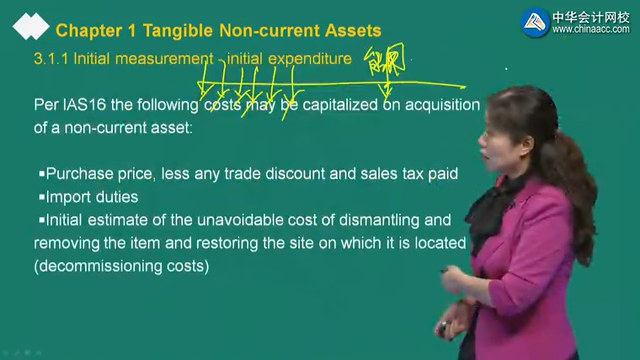 中华会计网校
www.chinaacc.com
Chapter 1 Tangible Non-current Assets
3.1.1 Initial measurement - initial expenditure
Per IAS16 the following costs may be capitalized on acquisition
of a non-current asset:
▪Purchase price, less any trade discount and sales tax paid
▪Import duties
▪Initial estimate of the unavoidable cost of dismantling and
removing the item and restoring the site on which it is located
(decommissioning costs)